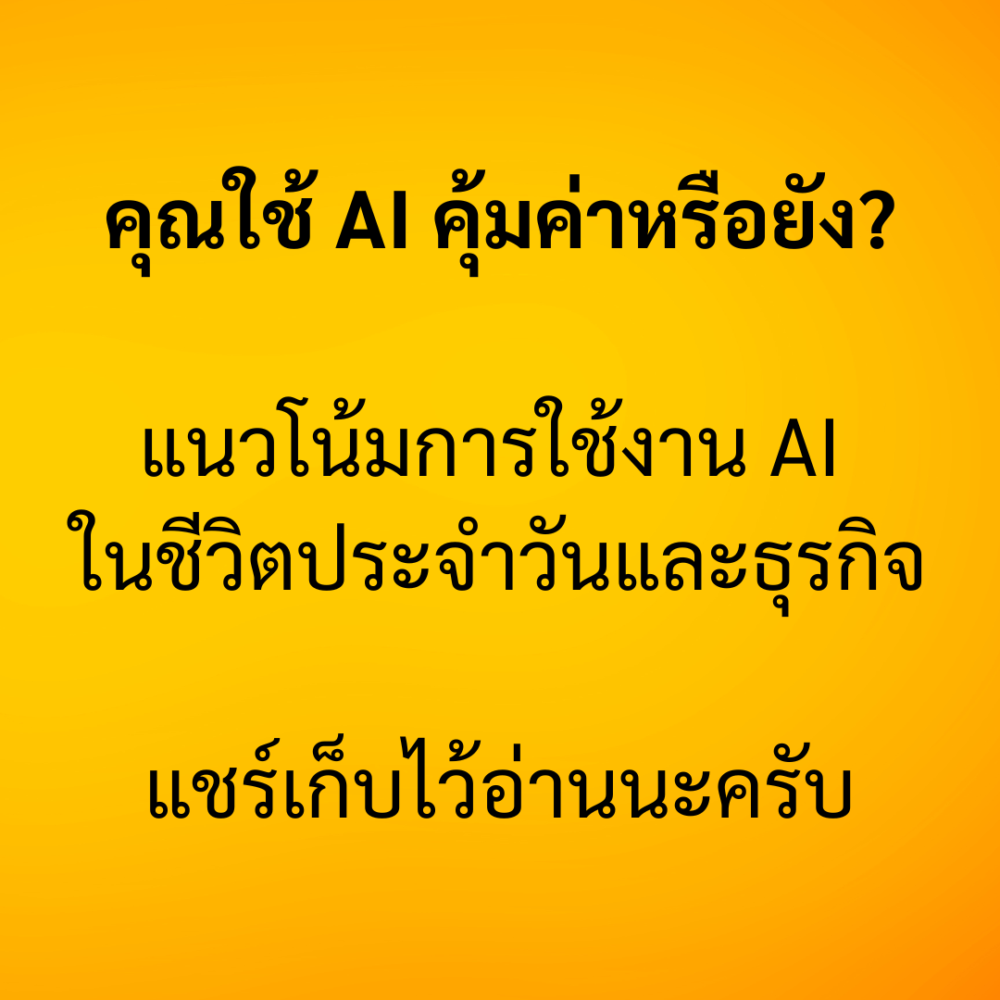 คุณใช้ AI คุ้มค่าหรือยัง?
แนวโน้มการใช้งาน AI
ในชีวิตประจำวันและธุรกิจ
แชร์เก็บไว้อ่านนะครับ